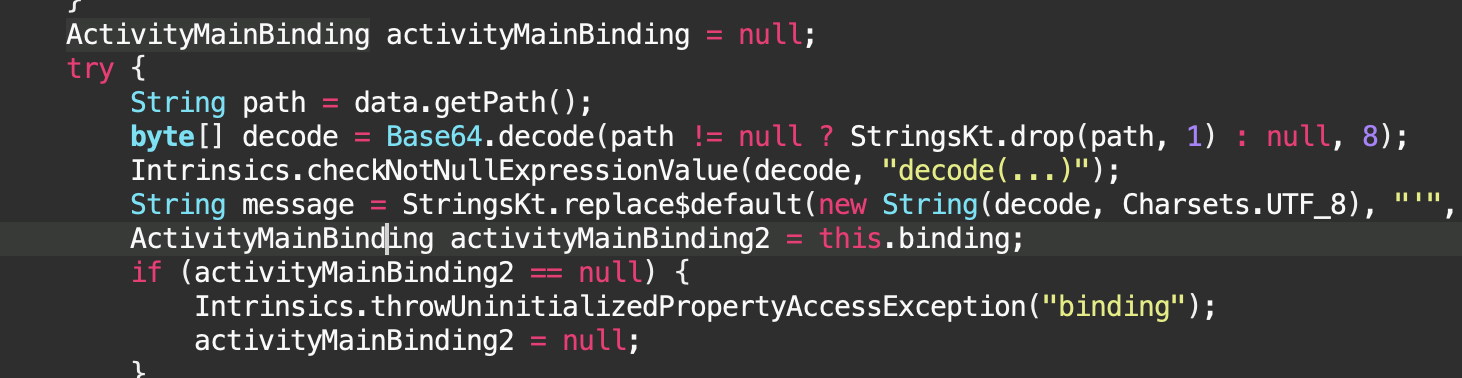 }
ActivityMainBinding activityMainBinding = null;
try {
String path = data.getPath();
byte[] decode = Base64.decode(path != null ? StringsKt.drop(path, 1) : null, 8);
Intrinsics.checkNotNullExpressionValue(decode, "decode(...)");
String message = StringsKt.replace$default(new String(decode, Charsets.UTF_8), "'",
ActivityMainBinding activityMainBinding2 = this.binding;
if (activityMainBinding2 == null) {
Intrinsics.throwUninitializedPropertyAccessException("binding");
activityMainBinding2 = null;
}